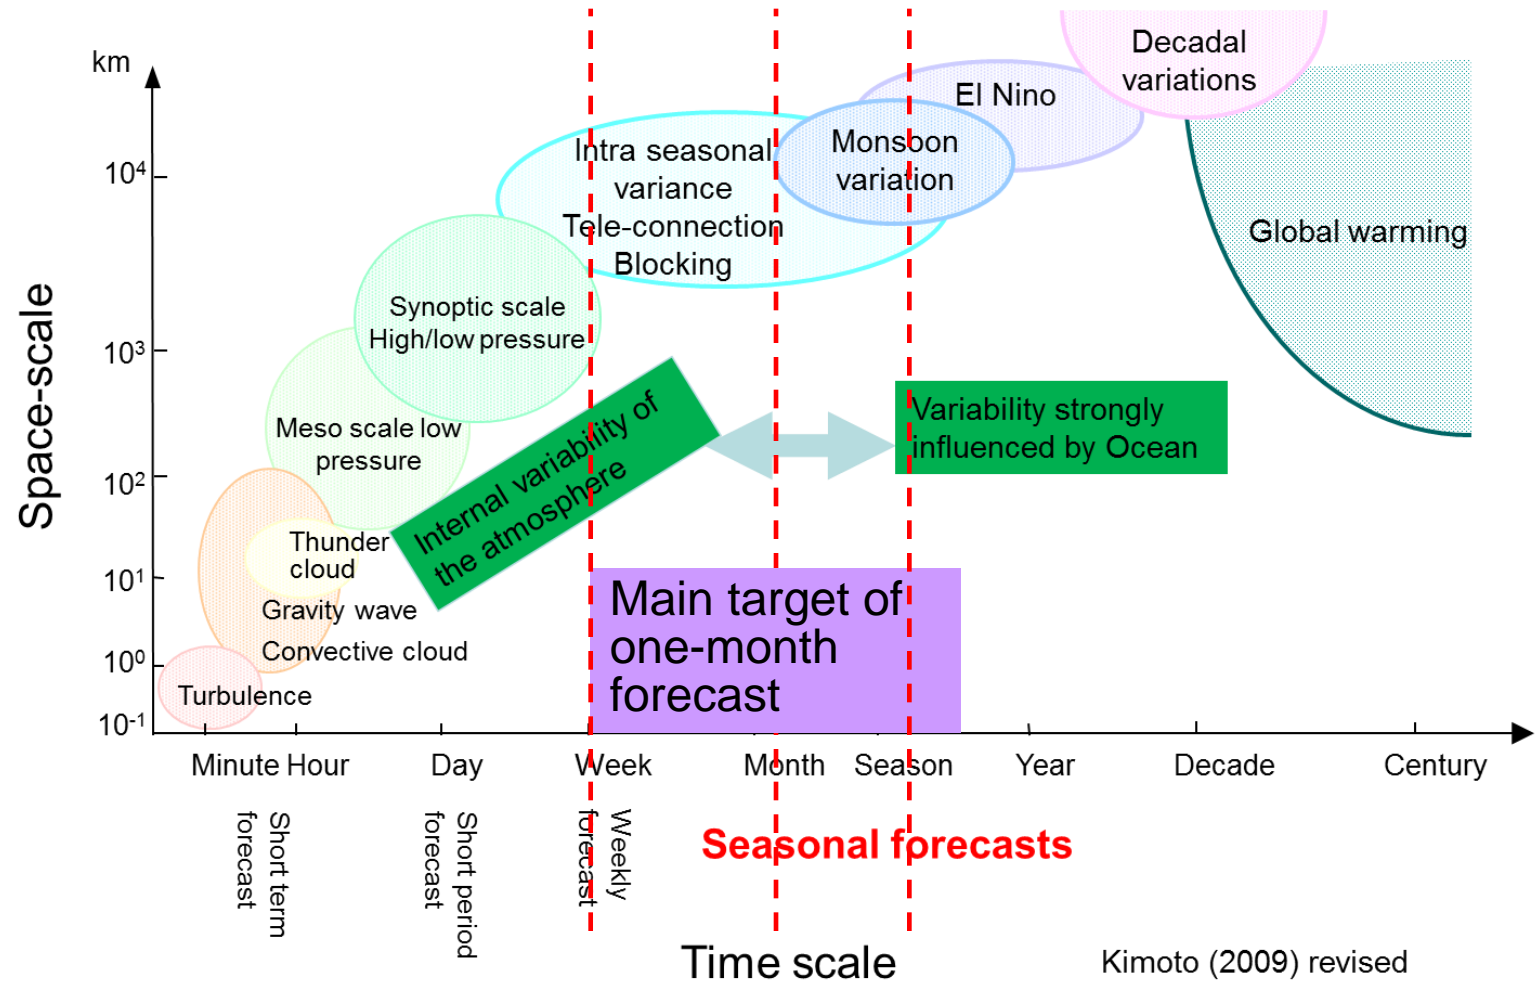 km
Decadal
variations
El Nino
Monsoon
variation
Intra seasonal
variance
Tele-connection
Blocking
Global warming
Synoptic scale
High/low pressure
Meso scale low
pressure
Thunder
cloud
Gravity wave
Convective cloud
Turbulence
Internal variability of
the atmosphere
Variability strongly
influenced by Ocean
Main target of
one-month
forecast
Space-scale
10⁴
10³
10²
10¹
10⁰
10⁻¹
Minute Hour Day Week Month Season Year Decade Century
Short term
forecast
Short period
forecast
Weekly
forecast
Seasonal forecasts
Time scale
Kimoto (2009) revised